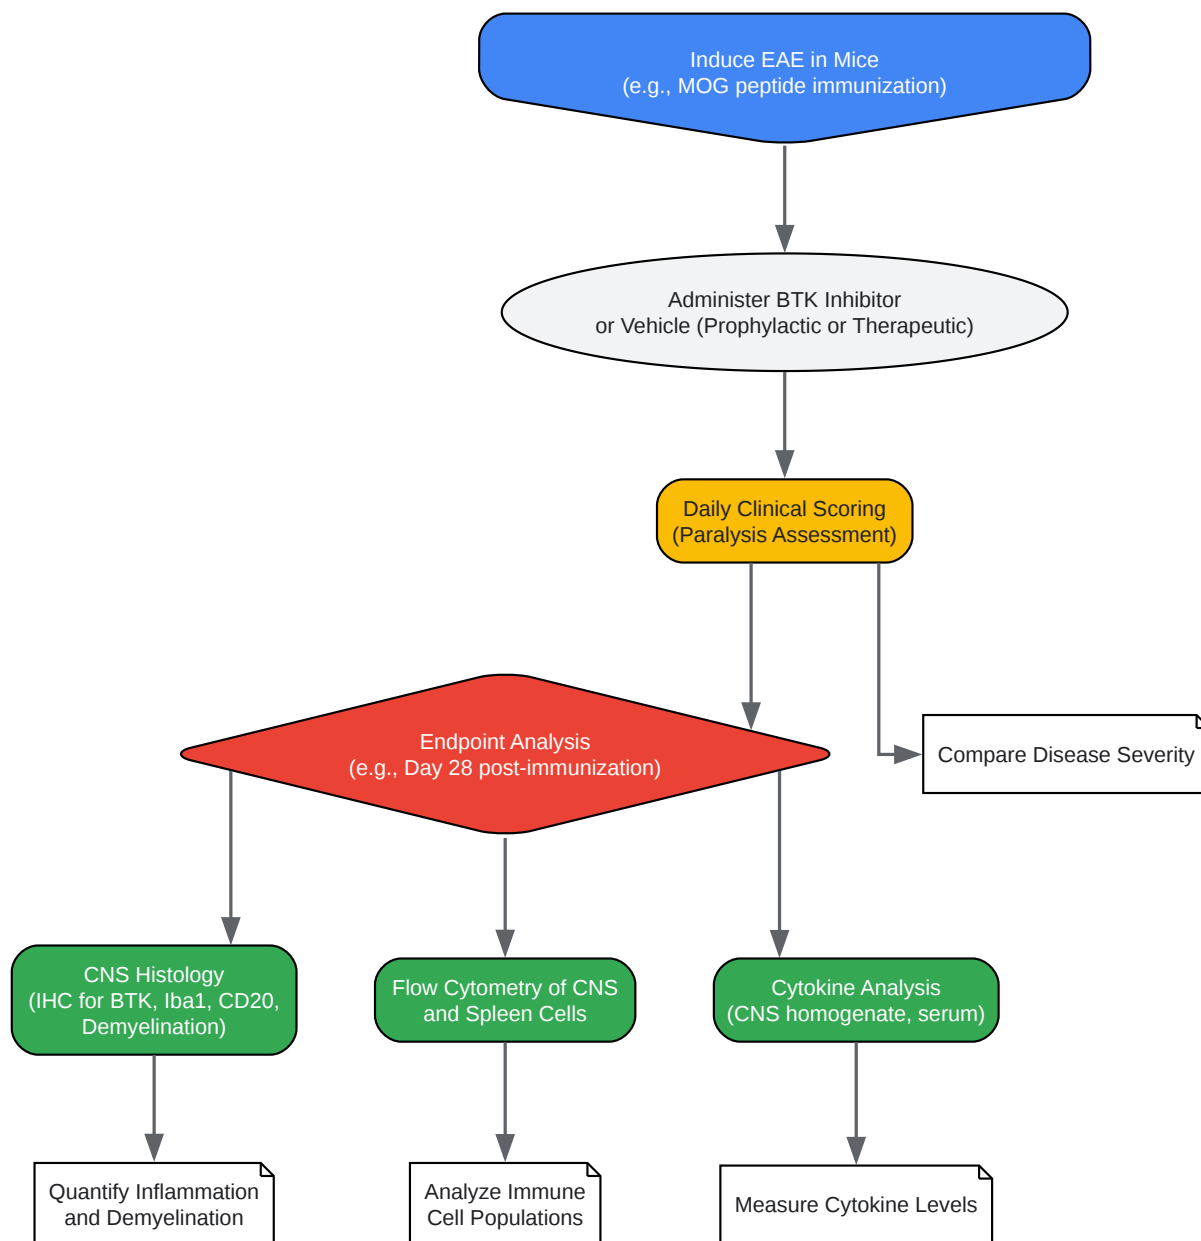 Induce EAE in Mice
(e.g., MOG peptide immunization)
Administer BTK Inhibitor
or Vehicle (Prophylactic or Therapeutic)
Daily Clinical Scoring
(Paralysis Assessment)
Endpoint Analysis
(e.g., Day 28 post-immunization)
Compare Disease Severity
CNS Histology
(IHC for BTK, Iba1, CD20,
Demyelination)
Flow Cytometry of CNS
and Spleen Cells
Cytokine Analysis
(CNS homogenate, serum)
Quantify Inflammation
and Demyelination
Analyze Immune
Cell Populations
Measure Cytokine Levels